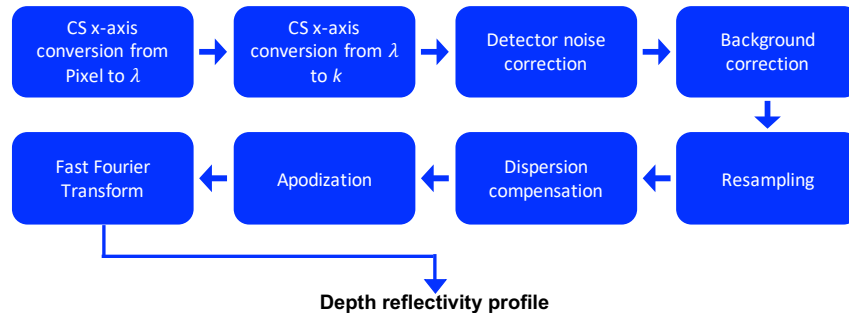 CS x-axis
conversion from
Pixel to λ
CS x-axis
conversion from λ
to k
Detector noise
correction
Background
correction
Fast Fourier
Transform
Apodization
Dispersion
compensation
Resampling
Depth reflectivity profile